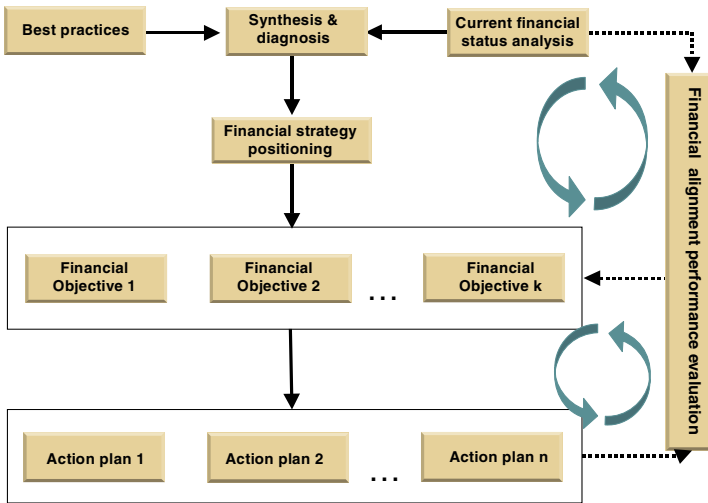 Best practices
Synthesis &
diagnosis
Current financial
status analysis
Financial strategy
positioning
Financial alignment performance evaluation
Financial
Objective 1
Financial
Objective 2
...
Financial
Objective k
Action plan 1
Action plan 2
...
Action plan n